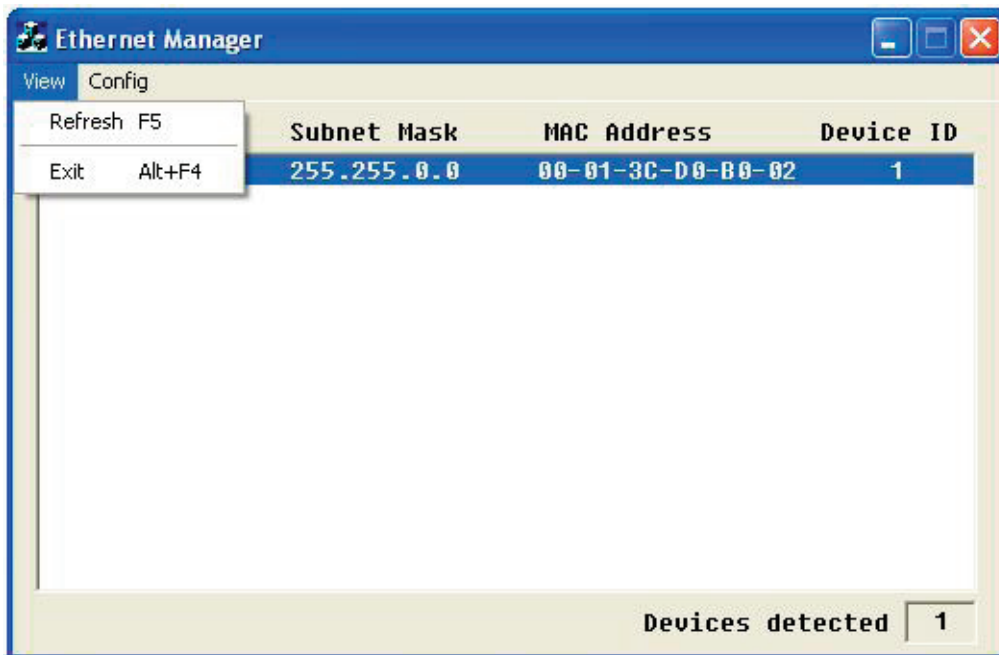 Ethernet Manager
View Config
Refresh F5
Exit Alt+F4
Subnet Mask MAC Address Device ID
255.255.0.0 00-01-3C-D0-B0-02 1
Devices detected 1